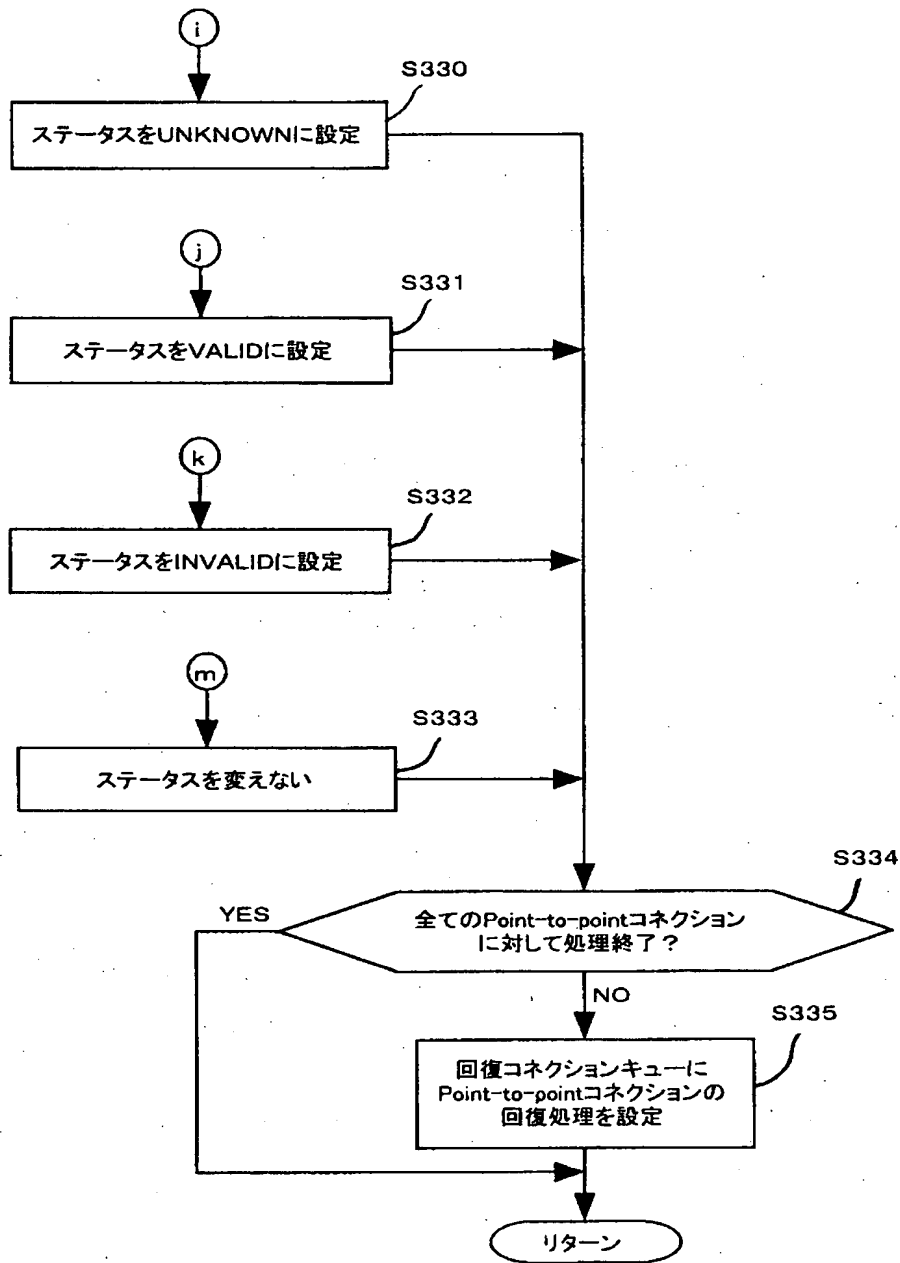 i
S330
ステータスをUNKNOWNに設定
j
S331
ステータスをVALIDに設定
k
S332
ステータスをINVALIDに設定
m
S333
ステータスを変えない
S334
YES
全てのPoint-to-pointコネクション
に対して処理終了？
NO
S335
回復コネクションキューに
Point-to-pointコネクションの
回復処理を設定
リターン